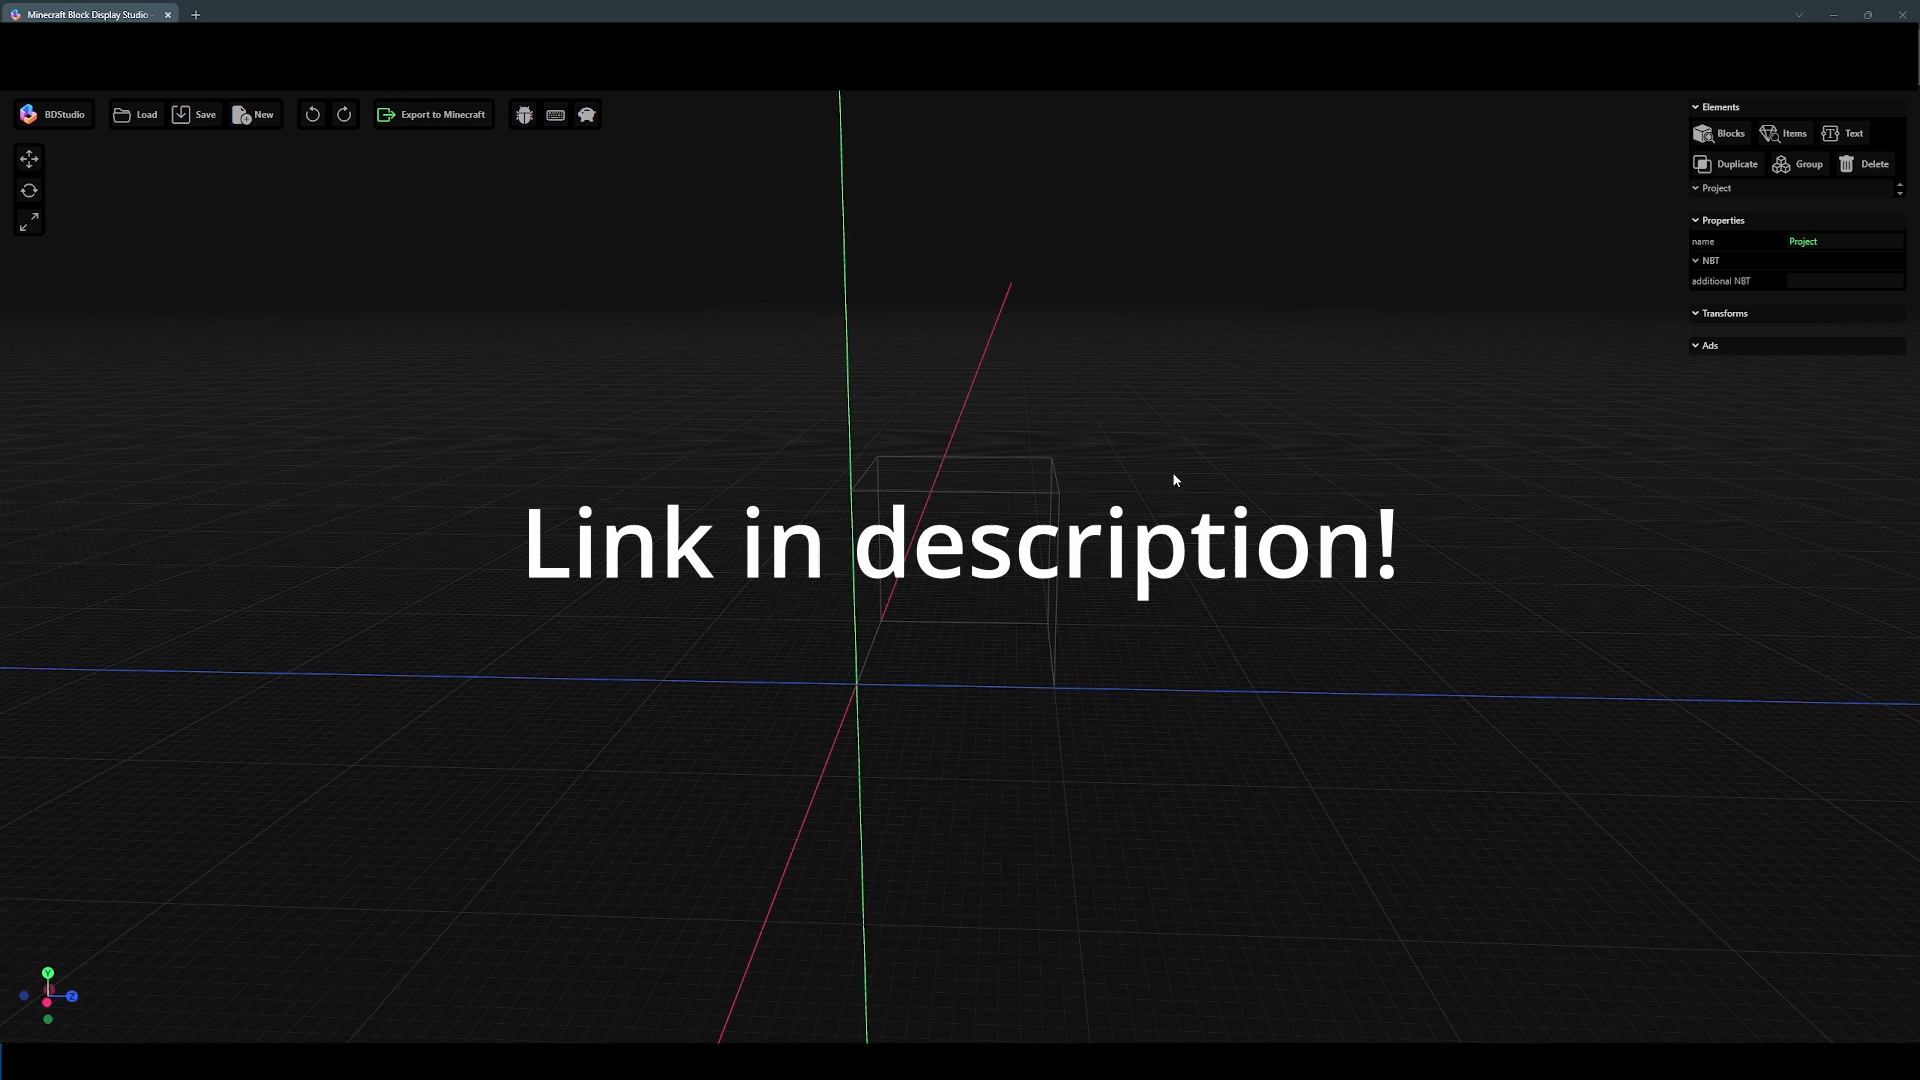 Minecraft Block Display Studio
BDStudio
Load
Save
New
Export to Minecraft
Elements
Blocks
Items
Text
Duplicate
Group
Delete
Project
Properties
name
Project
NBT
additional NBT
Transforms
Ads
Link in description!
Y
Z